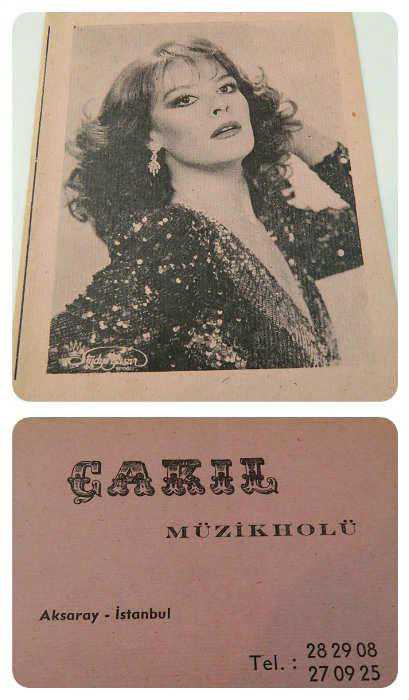 ÇAKIL
MÜZİKHOLÜ
Aksaray - İstanbul
Tel. : 28 29 08
27 09 25